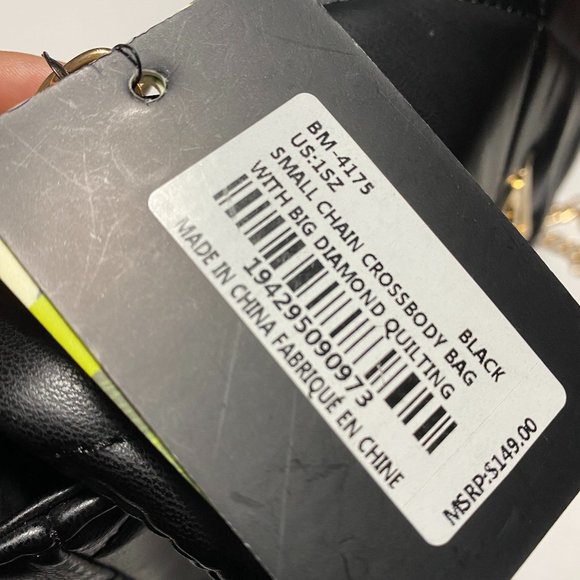 BM-4175
US:1SZ BLACK
SMALL CHAIN CROSSBODY BAG
WITH BIG DIAMOND QUILTING
194295090973
MADE IN CHINA FABRIQUÉ EN CHINE
MSRP:$149.00